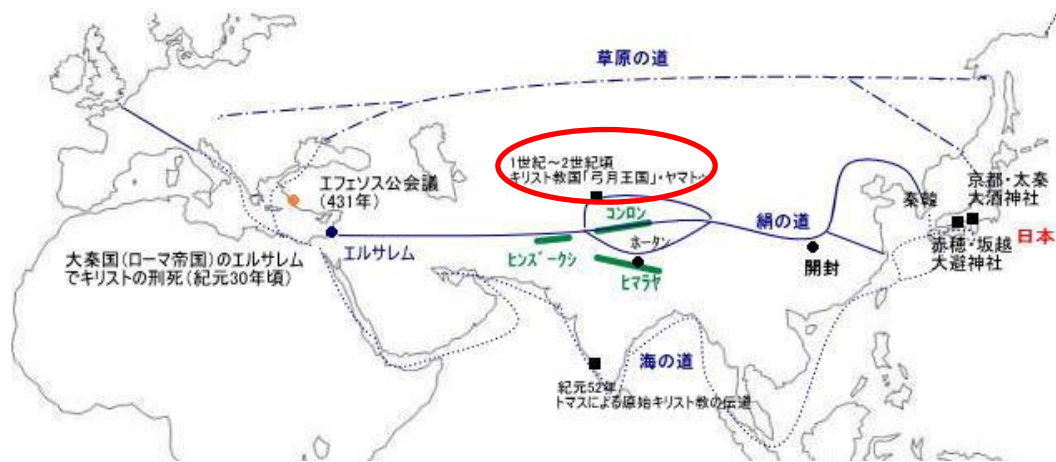 草原の道
1世紀~2世紀頃
キリスト教国「弓月王国」・ヤマトゥ
エフェソス公会議
(431年)
コンロン
秦韓
京都・太秦
大酒神社
絹の道
ホータン
日本
赤穂・坂越
大避神社
大秦国(ローマ帝国)のエルサレム
でキリストの刑死(紀元30年頃)
エルサレム
ヒンズークシ
開封
ヒマラヤ
海の道
紀元52年
トマスによる原始キリスト教の伝道